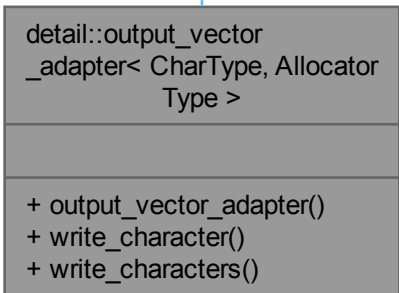 detail::output_vector
_adapter< CharType, Allocator
Type >
+ output_vector_adapter()
+ write_character()
+ write_characters()